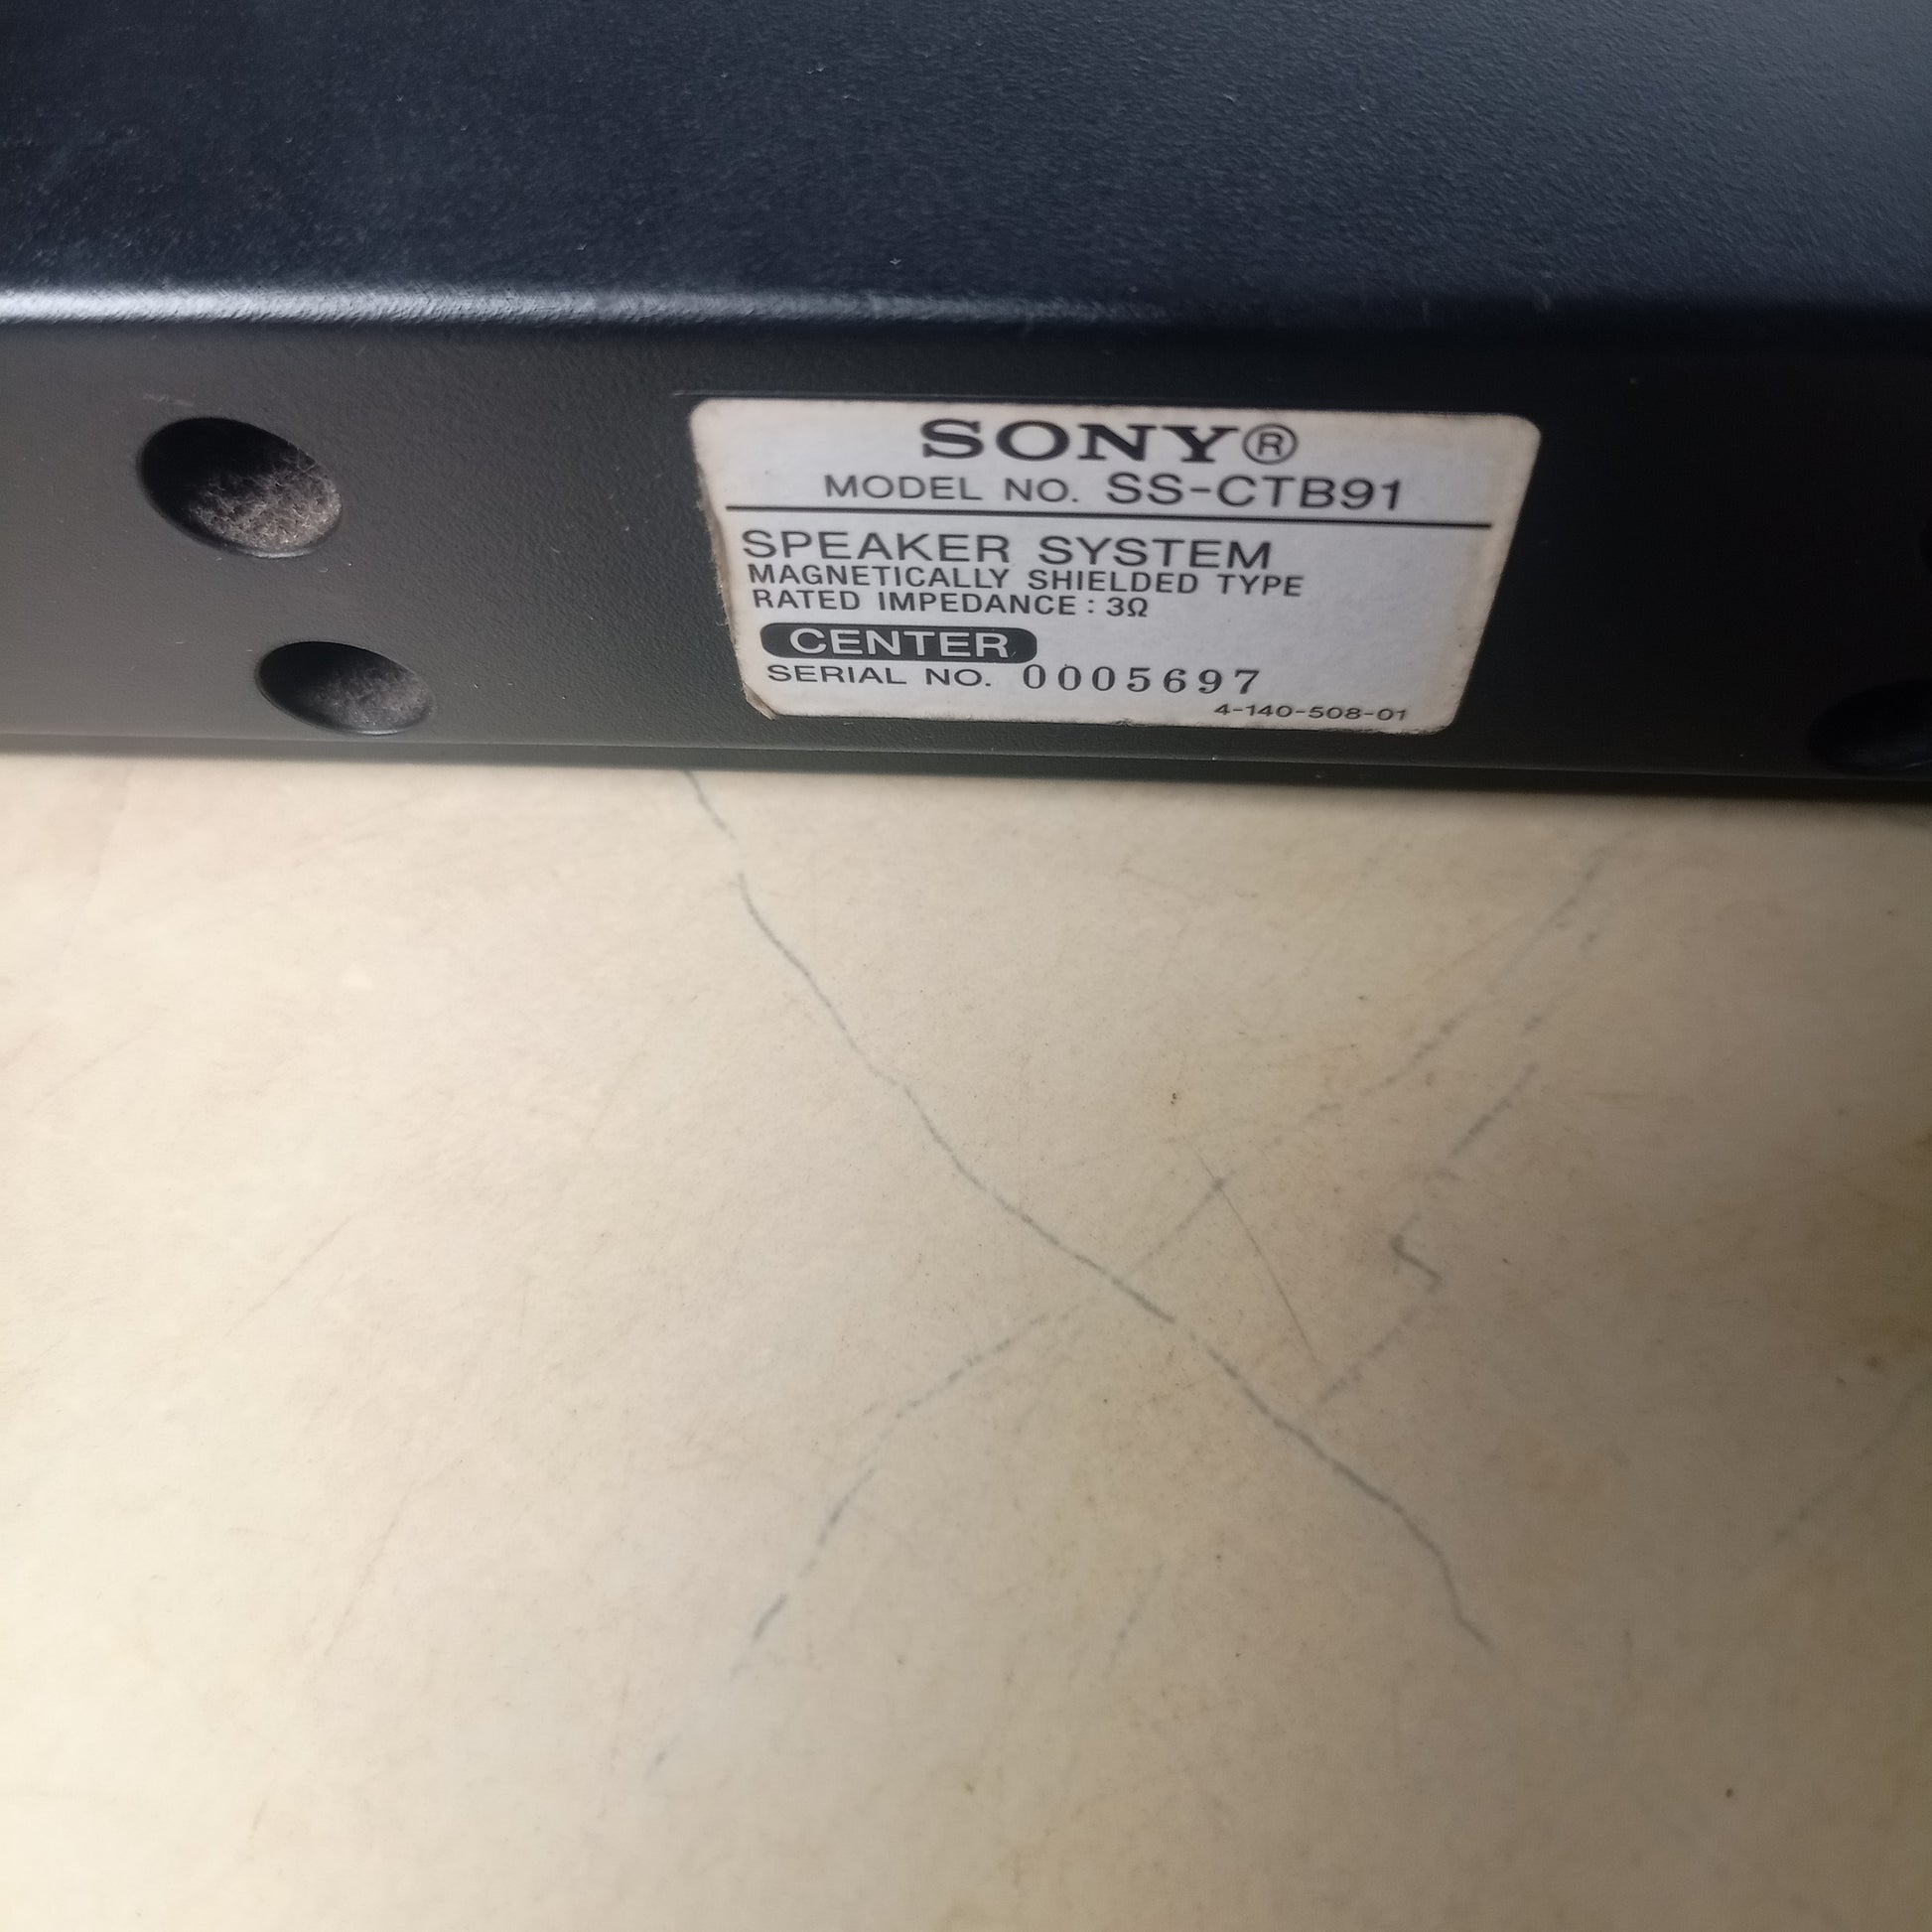 SONY®
MODEL NO. SS-CTB91
SPEAKER SYSTEM
MAGNETICALLY SHIELDED TYPE
RATED IMPEDANCE : 3Ω
CENTER
SERIAL NO. 0005697
4-140-508-01